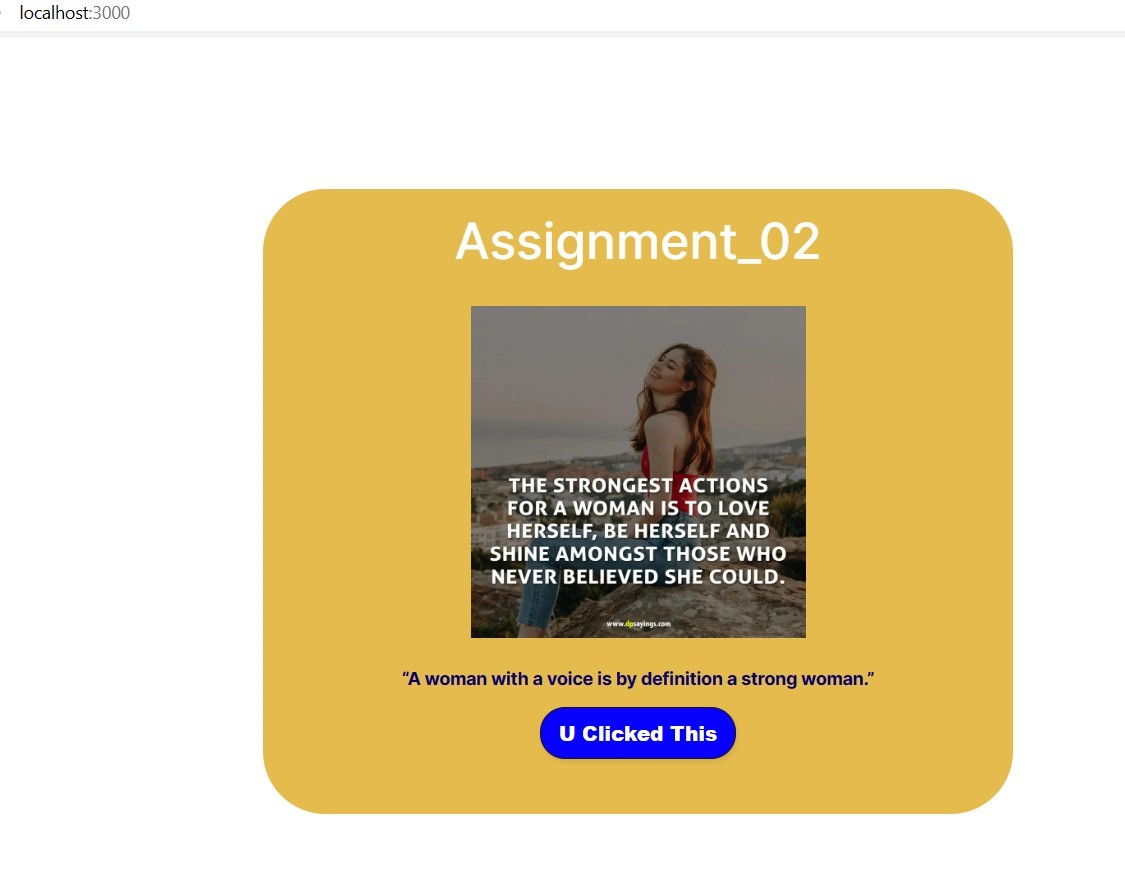 localhost:3000
Assignment_02
THE STRONGEST ACTIONS
FOR A WOMAN IS TO LOVE
HERSELF, BE HERSELF AND
SHINE AMONGST THOSE WHO
NEVER BELIEVED SHE COULD.
www.dpsayings.com
“A woman with a voice is by definition a strong woman.”
U Clicked This